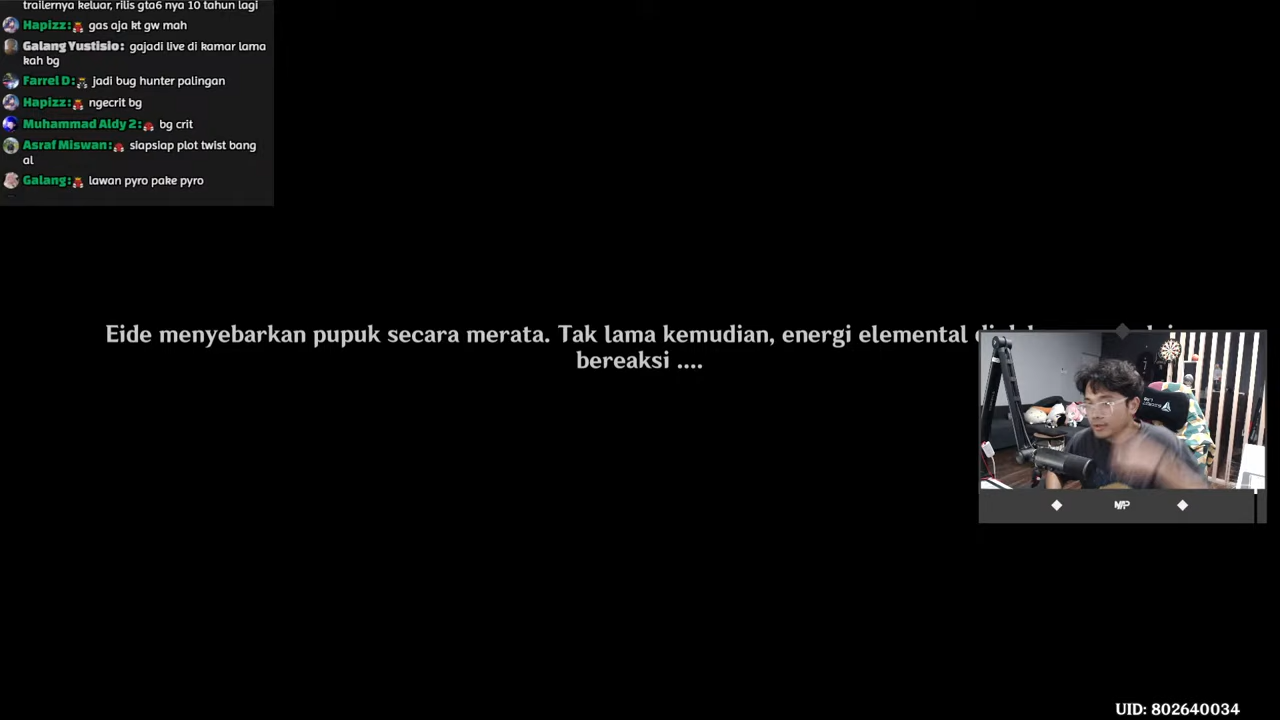 trailernya keluar, rilis gta6 nya 10 tahun lagi
Hapizz: gas aja kt gw mah
Galang Yustisio: gajadi live di kamar lama
kah bg
Farrel D: jadi bug hunter palingan
Hapizz: ngecrit bg
Muhammad Aldy 2: bg crit
Asraf Miswan: siapsiap plot twist bang
al
Galang: lawan pyro pake pyro
Eide menyebarkan pupuk secara merata. Tak lama kemudian, energi elemental
bereaksi ....
UID: 802640034